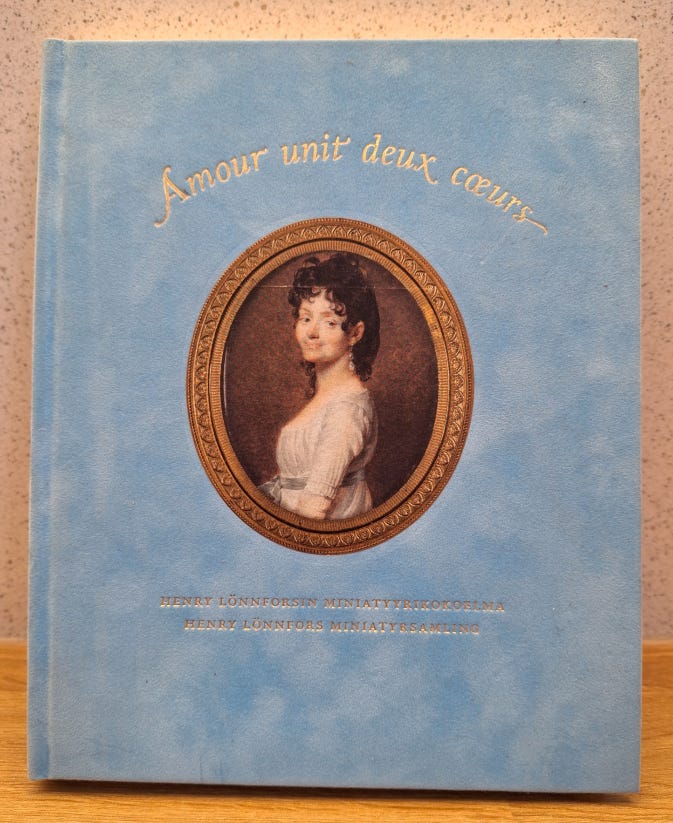 Amour unit deux cœurs
HENRY LÖNNFORSIN MINIATYYRIKOKOELMA
HENRY LÖNNFORS MINIATYRSAMLING